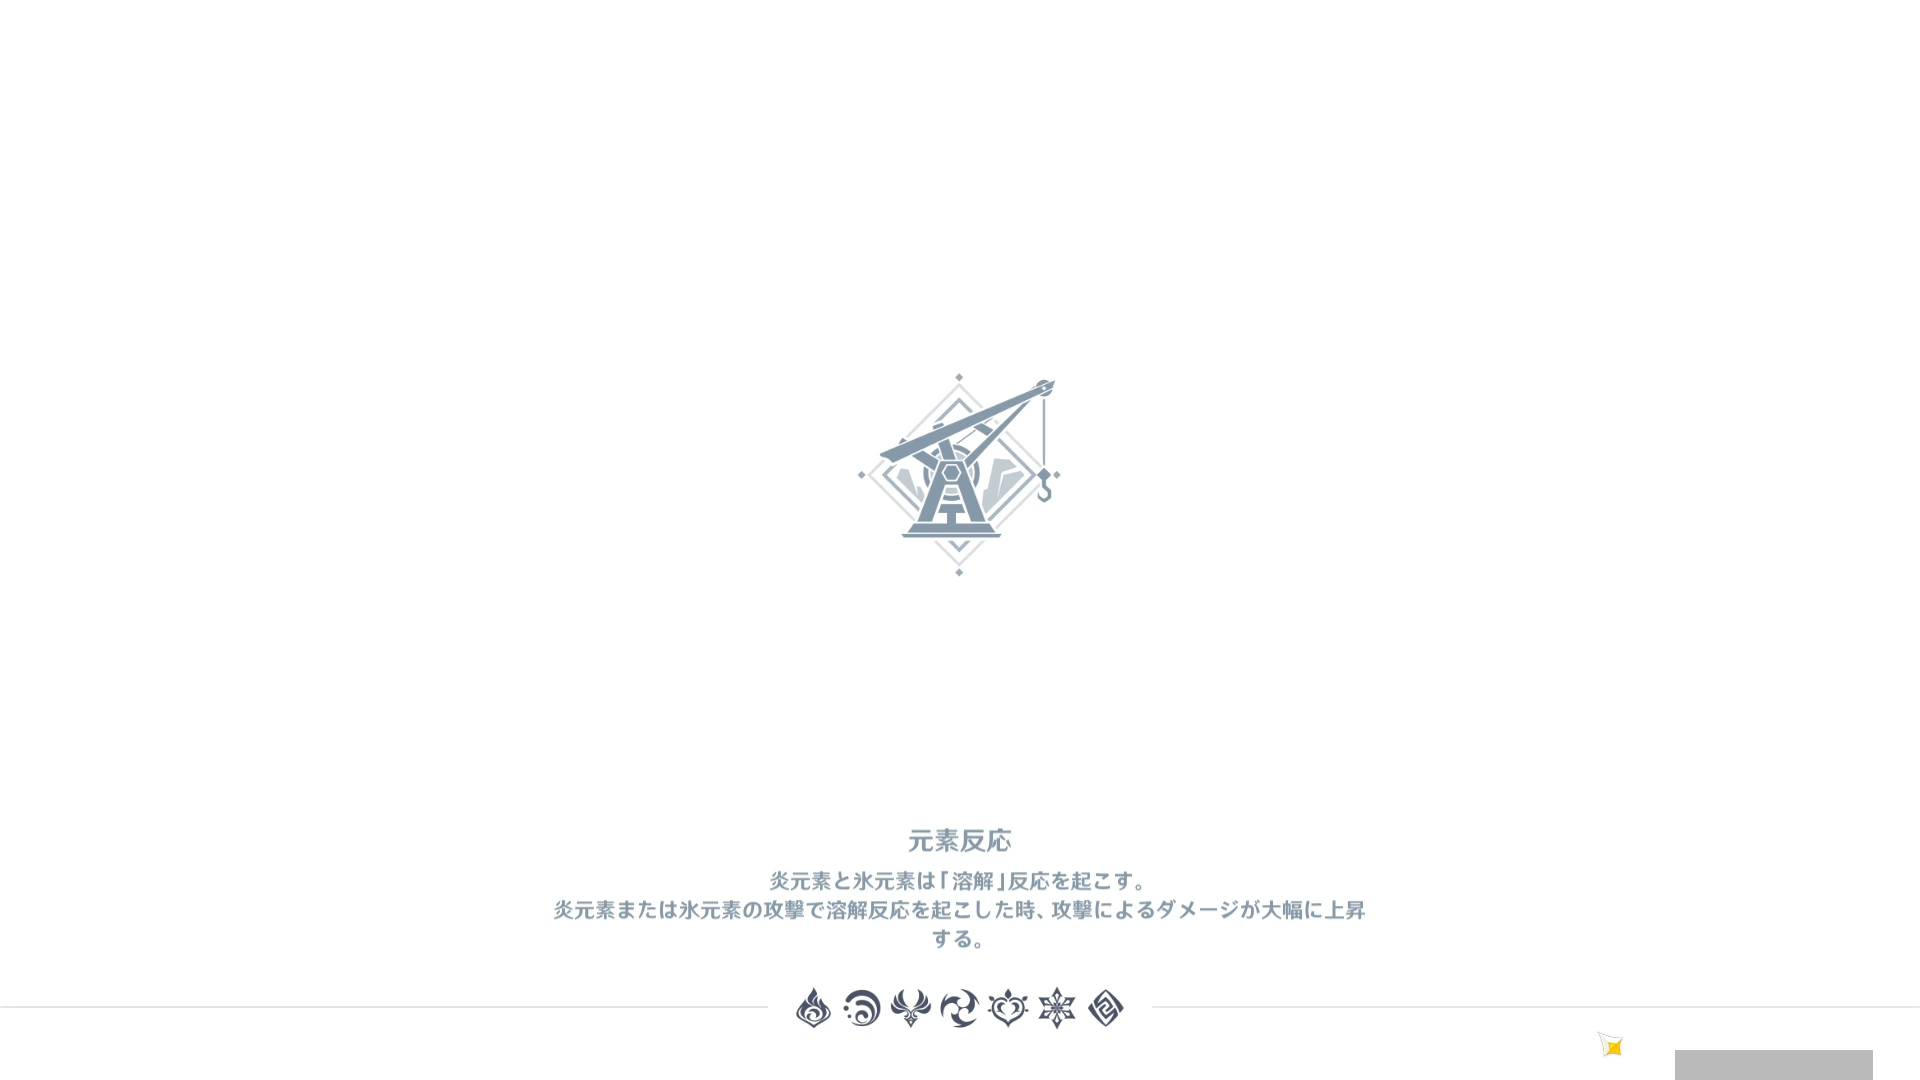 元素反応
炎元素と氷元素は「溶解」反応を起こす。
炎元素または氷元素の攻撃で溶解反応を起こした時、攻撃によるダメージが大幅に上昇
する。